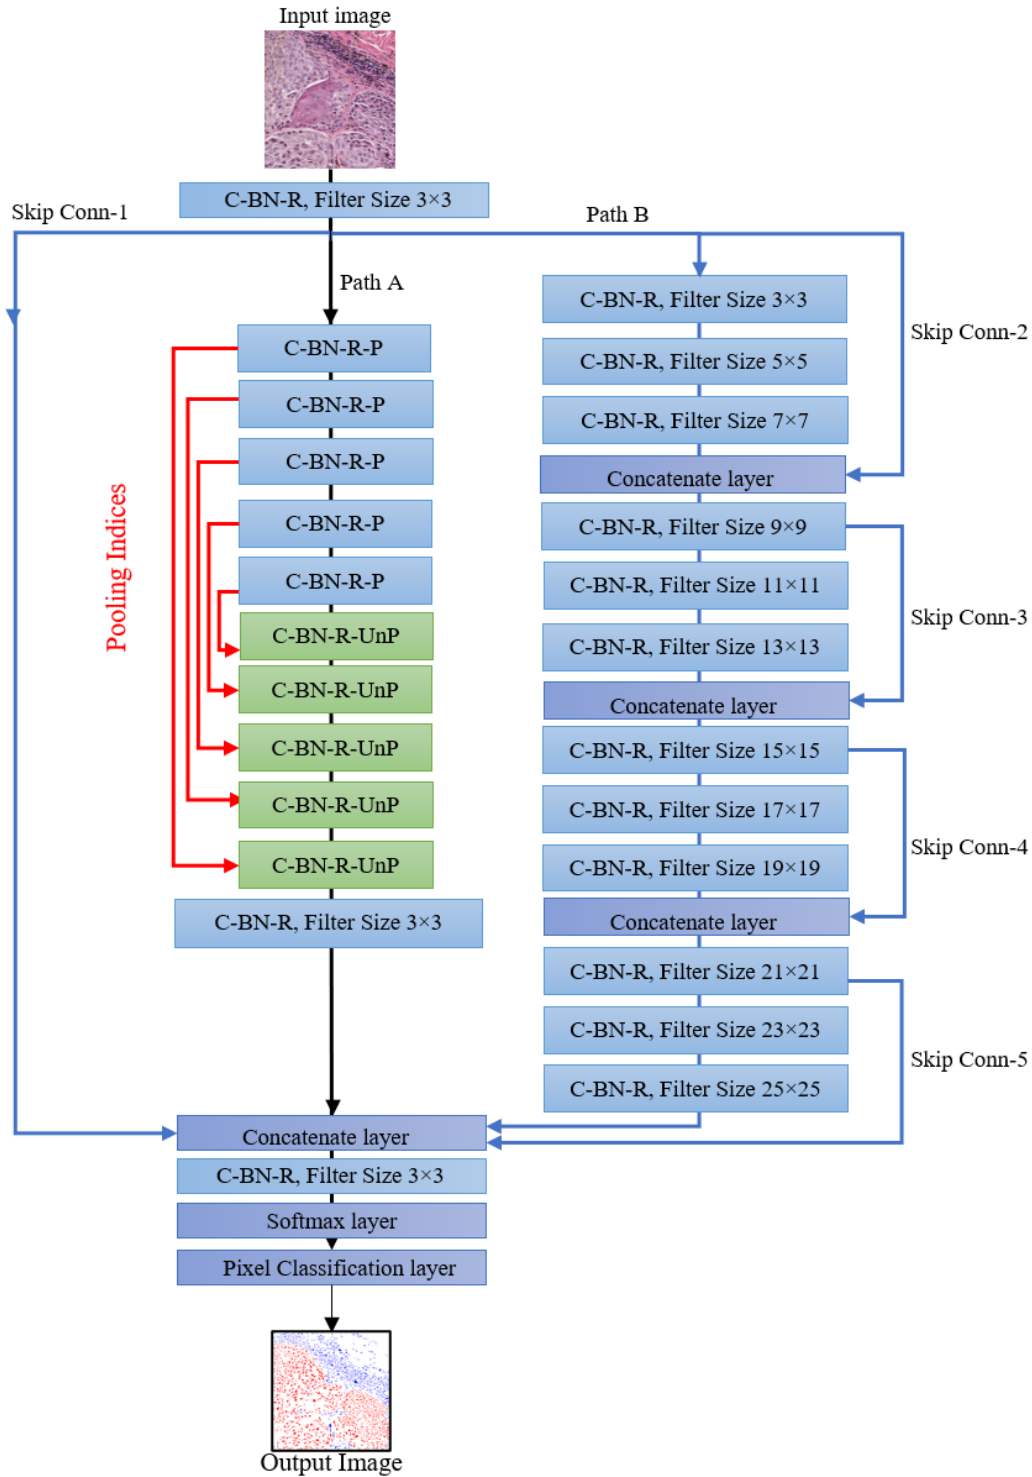 Input image
C-BN-R, Filter Size 3×3
Skip Conn-1
Path B
Path A
C-BN-R-P
C-BN-R-P
C-BN-R-P
C-BN-R-P
C-BN-R-P
C-BN-R-UnP
C-BN-R-UnP
C-BN-R-UnP
C-BN-R-UnP
C-BN-R-UnP
C-BN-R, Filter Size 3×3
Pooling Indices
C-BN-R, Filter Size 3×3
C-BN-R, Filter Size 5×5
C-BN-R, Filter Size 7×7
Concatenate layer
C-BN-R, Filter Size 9×9
C-BN-R, Filter Size 11×11
C-BN-R, Filter Size 13×13
Concatenate layer
C-BN-R, Filter Size 15×15
C-BN-R, Filter Size 17×17
C-BN-R, Filter Size 19×19
Concatenate layer
C-BN-R, Filter Size 21×21
C-BN-R, Filter Size 23×23
C-BN-R, Filter Size 25×25
Skip Conn-2
Skip Conn-3
Skip Conn-4
Skip Conn-5
Concatenate layer
C-BN-R, Filter Size 3×3
Softmax layer
Pixel Classification layer
Output Image